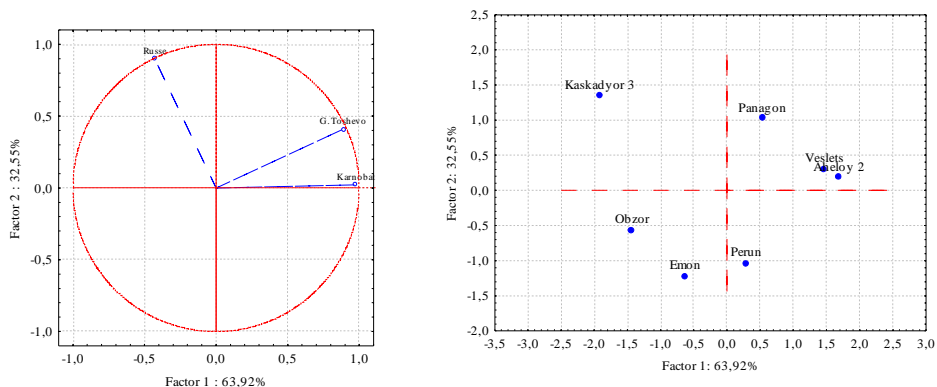 Russe
G.Toshevo
Karnobat
1,0
0,5
0,0
-0,5
-1,0
-1,0 -0,5 0,0 0,5 1,0
Factor 1 : 63,92%
Factor 2 : 32,55%
2,5
2,0
1,5
1,0
0,5
0,0
-0,5
-1,0
-1,5
-2,0
Kaskadyor 3
Panagon
Veslets
Aheloy 2
Obzor
Perun
Emon
-3,5 -3,0 -2,5 -2,0 -1,5 -1,0 -0,5 0,0 0,5 1,0 1,5 2,0 2,5 3,0
Factor 1: 63,92%
Factor 2: 32,55%